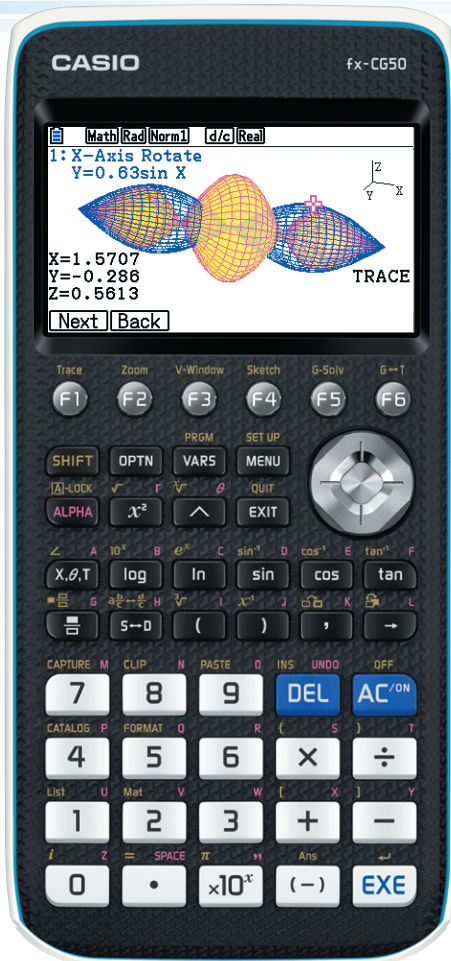 CASIO fx-CG50
Math Rad Norm1 d/c Real
1:X-Axis Rotate
Y=0.63sin X
Z
Y X
X=1.5707
Y=-0.286
Z=0.5613
TRACE
Next Back
Trace Zoom V-Window Sketch G-Solv G↔T
F1 F2 F3 F4 F5 F6
PRGM SET UP
SHIFT OPTN VARS MENU
A-LOCK √ r ˣ√ θ QUIT
ALPHA x² ^ EXIT
∠ A 10ˣ B eˣ C sin⁻¹ D cos⁻¹ E tan⁻¹ F
X,θ,T log ln sin cos tan
G a b/c ↔ d/c H ³√ I x⁻¹ J K L
S↔D ( ) , →
CAPTURE M CLIP N PASTE O INS UNDO OFF
7 8 9 DEL AC/ON
CATALOG P FORMAT Q R { S } T
4 5 6 × ÷
List U Mat V W [ X ] Y
1 2 3 + −
i Z = SPACE π " Ans ↵
0 • ×10ˣ (−) EXE